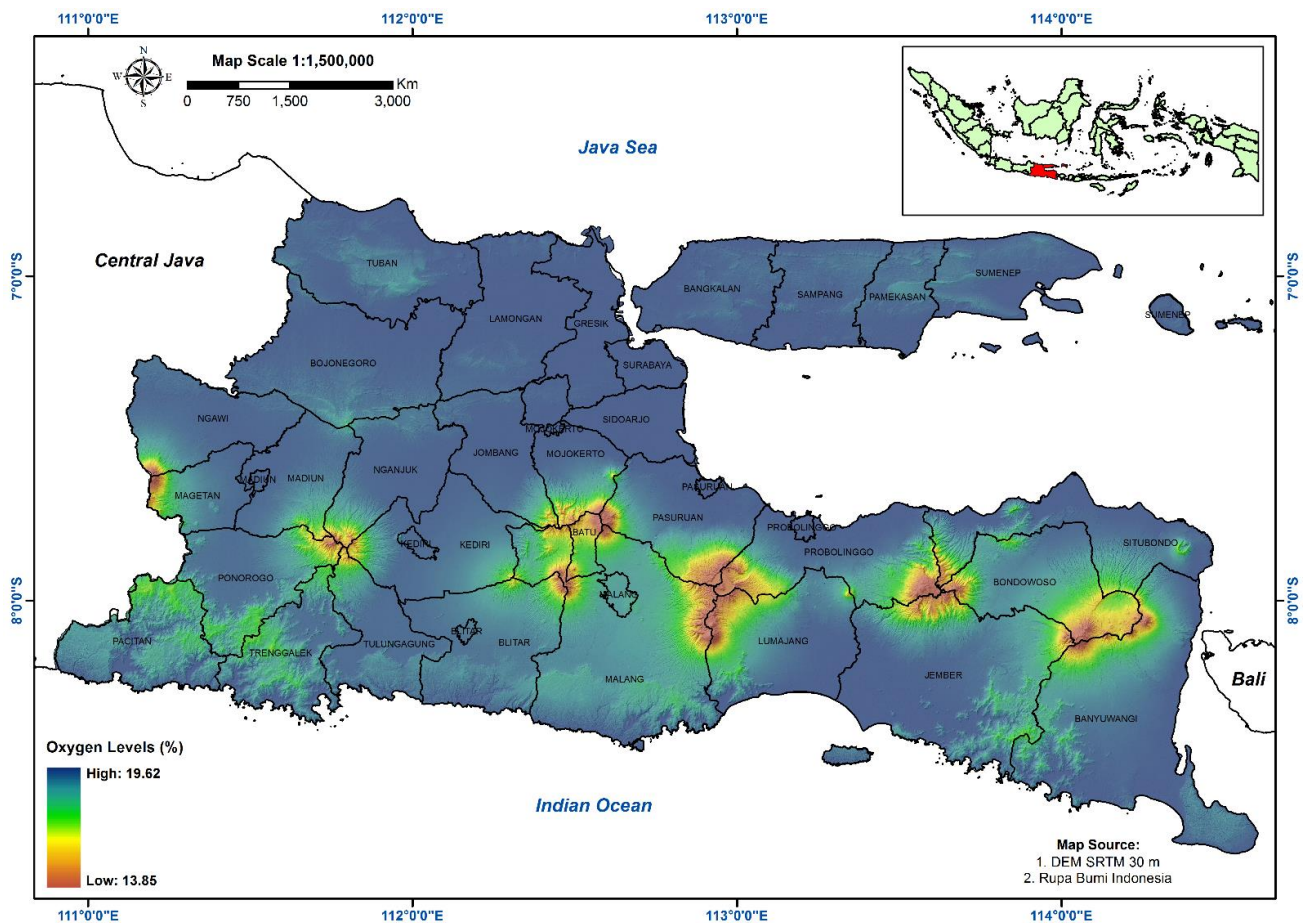 111°0'0"E 112°0'0"E 113°0'0"E 114°0'0"E
N
W E
S
Map Scale 1:1,500,000
Km
0 750 1,500 3,000
Java Sea
Central Java
7°0'0"S
7°0'0"S
TUBAN
LAMONGAN
GRESIK
BANGKALAN
SAMPANG
PAMEKASAN
SUMENEP
SUMENEP
BOJONEGORO
SURABAYA
NGAWI
SIDOARJO
MOJOKERTO
MOJOKERTO
JOMBANG
NGANJUK
MADIUN
MADIUN
MAGETAN
PASURUAN
PASURUAN
BATU
KEDIRI
KEDIRI
PROBOLINGGO
PROBOLINGGO
SITUBONDO
BONDOWOSO
PONOROGO
MALANG
8°0'0"S
8°0'0"S
PACITAN
TRENGGALEK
TULUNGAGUNG
BLITAR
BLITAR
LUMAJANG
MALANG
JEMBER
BANYUWANGI
Bali
Oxygen Levels (%)
High: 19.62
Low: 13.85
Indian Ocean
Map Source:
1. DEM SRTM 30 m
2. Rupa Bumi Indonesia
111°0'0"E 112°0'0"E 113°0'0"E 114°0'0"E